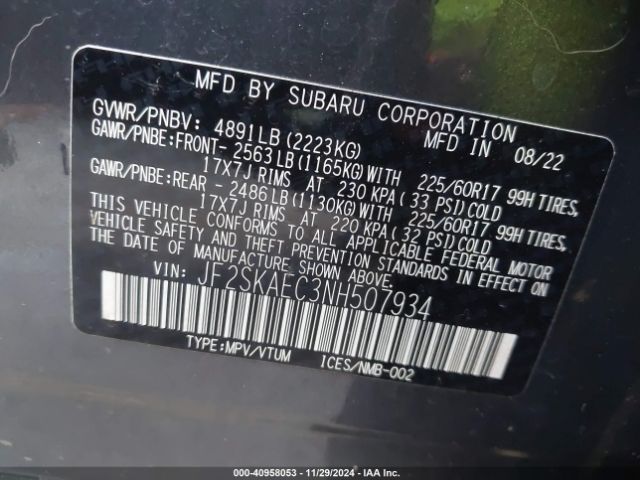 MFD BY SUBARU CORPORATION
GVWR/PNBV: 4891LB(2223KG) MFD IN 08/22
GAWR/PNBE:FRONT-2563LB(1165KG)WITH 225/60R17 99H TIRES,
17X7J RIMS AT 230 KPA(33 PSI)COLD
GAWR/PNBE:REAR -2486LB(1130KG)WITH 225/60R17 99H TIRES,
17X7J RIMS AT 220 KPA(32 PSI)COLD
THIS VEHICLE CONFORMS TO ALL APPLICABLE FEDERAL MOTOR
VEHICLE SAFETY AND THEFT PREVENTION STANDARDS IN EFFECT ON
THE DATE OF MANUFACTURE SHOWN ABOVE.
VIN: JF2SKAEC3NH507934
TYPE:MPV/VTUM ICES/NMB-002
000-40958053 - 11/29/2024 - IAA Inc.